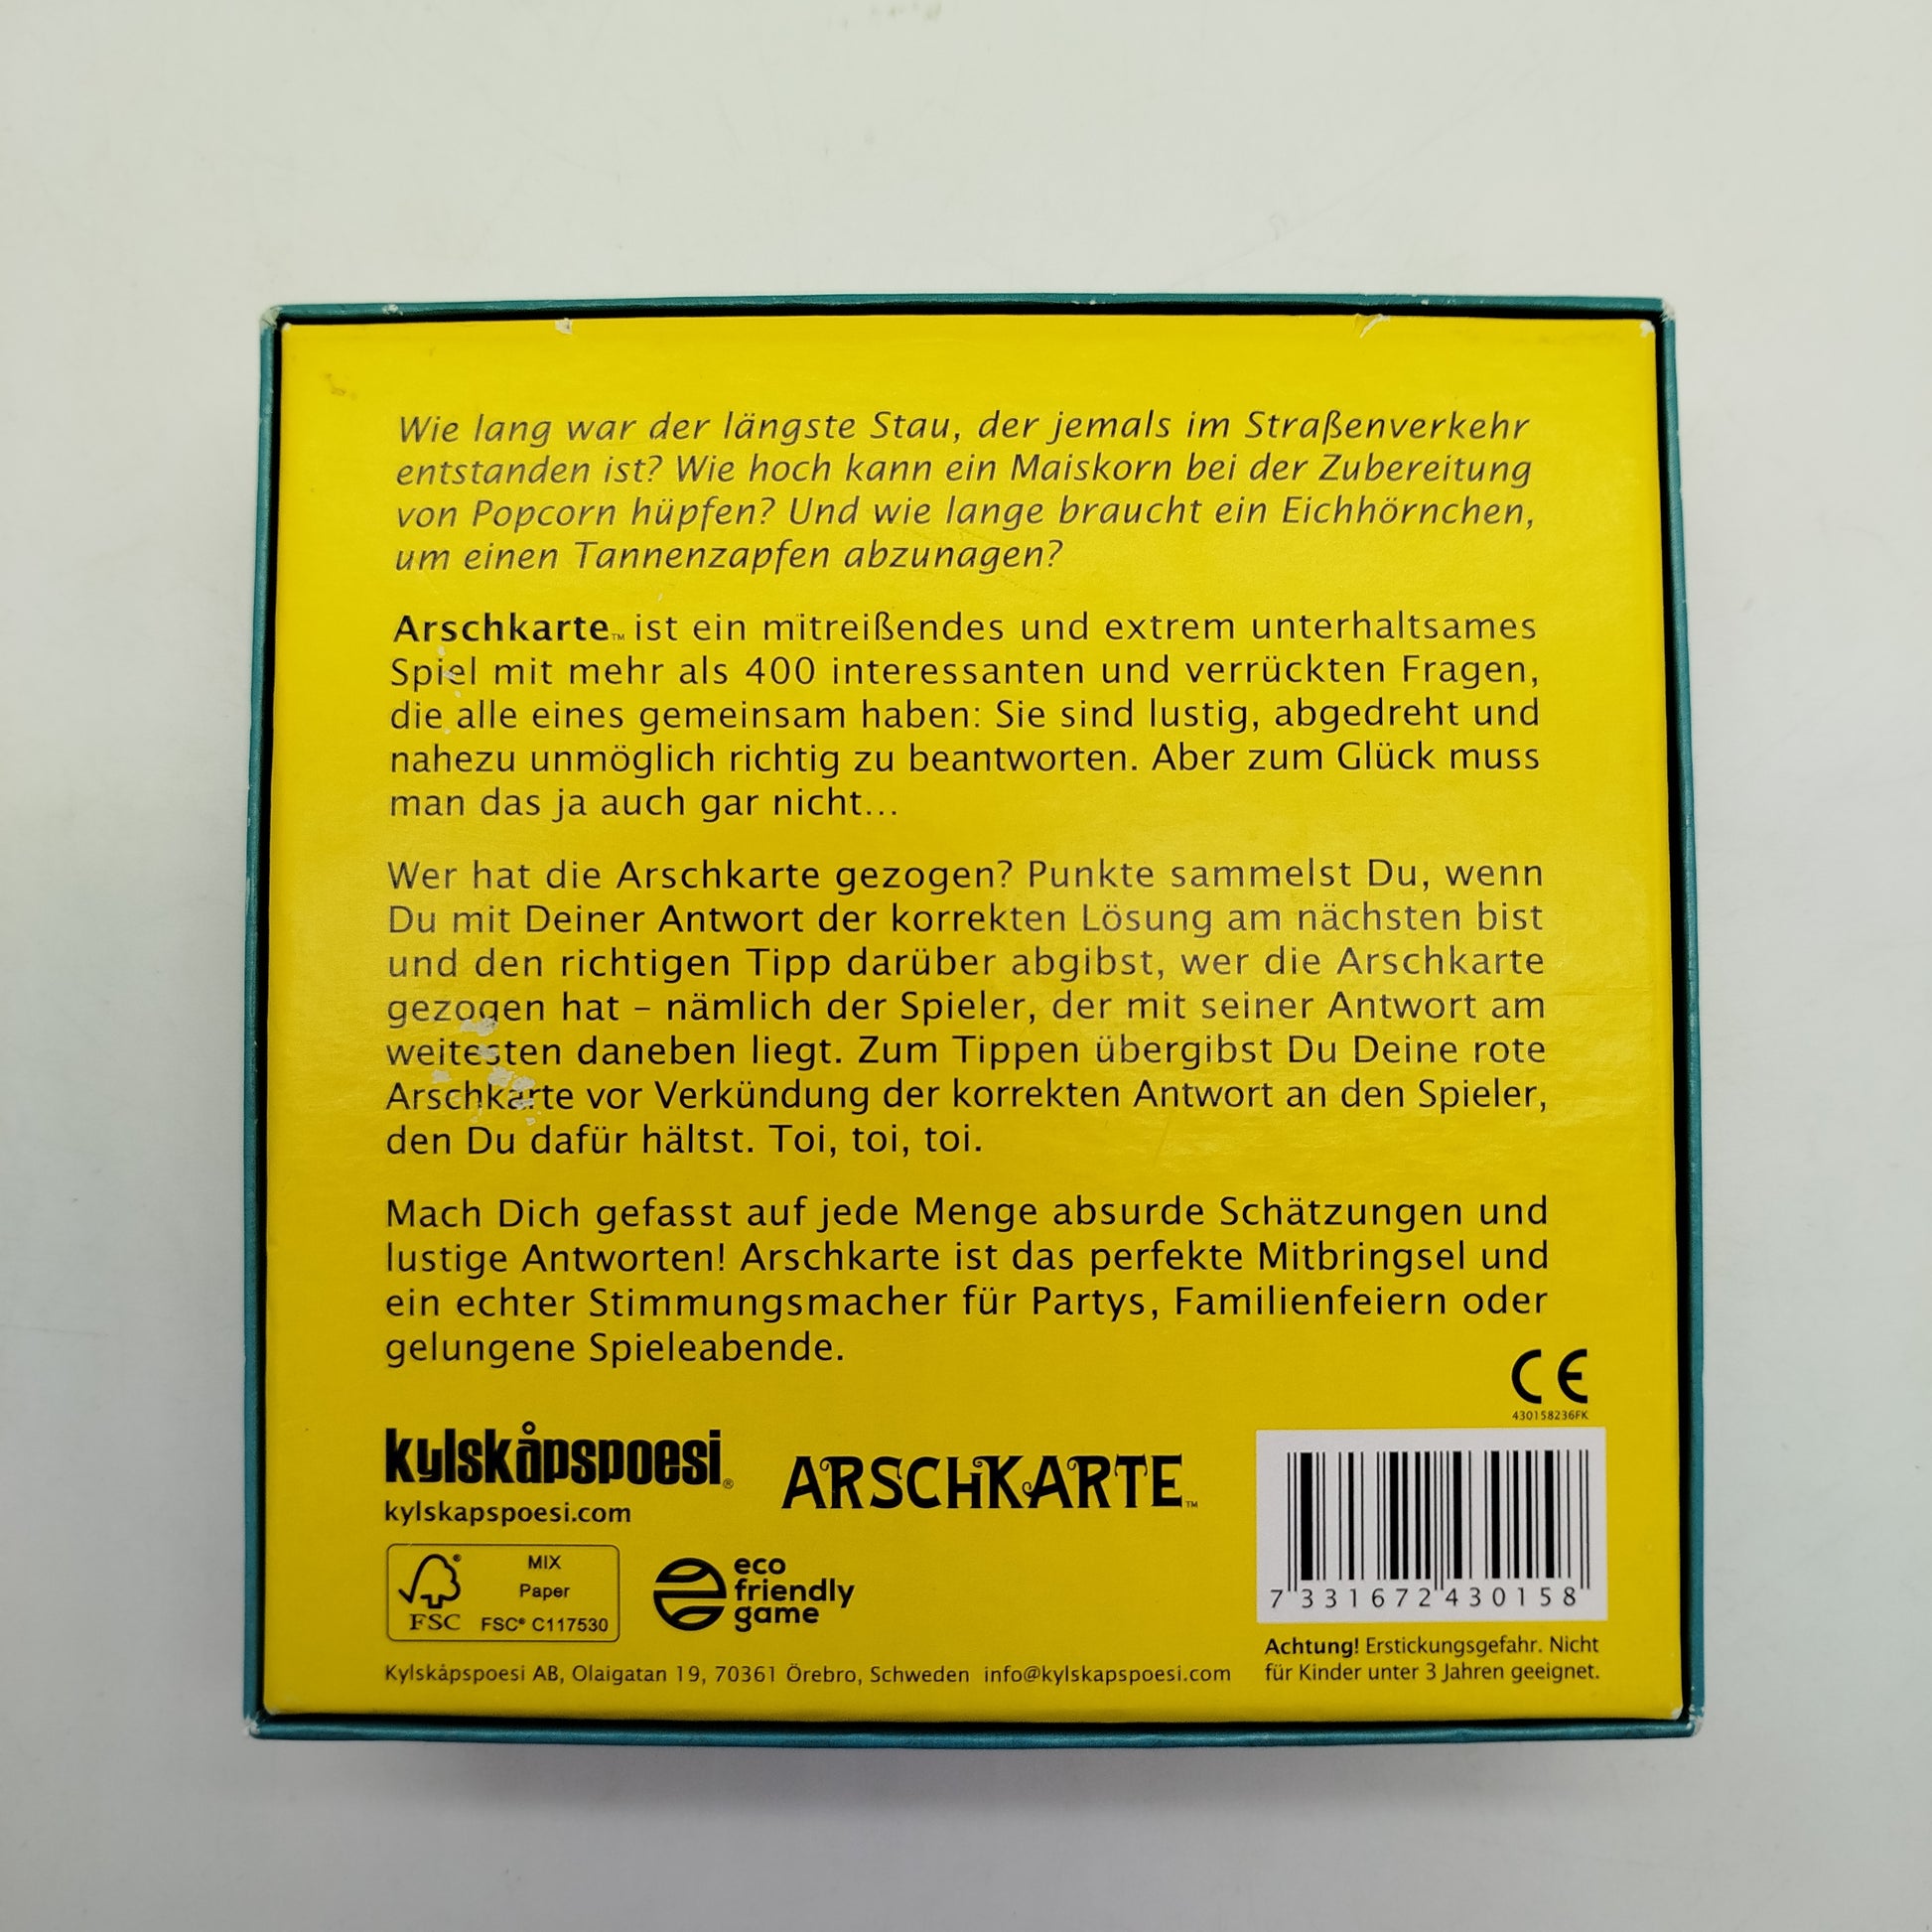 Wie lang war der längste Stau, der jemals im Straßenverkehr
entstanden ist? Wie hoch kann ein Maiskorn bei der Zubereitung
von Popcorn hüpfen? Und wie lange braucht ein Eichhörnchen,
um einen Tannenzapfen abzunagen?
Arschkarte™ ist ein mitreißendes und extrem unterhaltsames
Spiel mit mehr als 400 interessanten und verrückten Fragen,
die alle eines gemeinsam haben: Sie sind lustig, abgedreht und
nahezu unmöglich richtig zu beantworten. Aber zum Glück muss
man das ja auch gar nicht...
Wer hat die Arschkarte gezogen? Punkte sammelst Du, wenn
Du mit Deiner Antwort der korrekten Lösung am nächsten bist
und den richtigen Tipp darüber abgibst, wer die Arschkarte
gezogen hat – nämlich der Spieler, der mit seiner Antwort am
weitesten daneben liegt. Zum Tippen übergibst Du Deine rote
Arschkarte vor Verkündung der korrekten Antwort an den Spieler,
den Du dafür hältst. Toi, toi, toi.
Mach Dich gefasst auf jede Menge absurde Schätzungen und
lustige Antworten! Arschkarte ist das perfekte Mitbringsel und
ein echter Stimmungsmacher für Partys, Familienfeiern oder
gelungene Spieleabende.
CE
430158236FK
kylskåpspoesi®
kylskapspoesi.com
ARSCHKARTE™
7 331672 430158
FSC®
MIX
Paper
FSC® C117530
eco
friendly
game
Achtung! Erstickungsgefahr. Nicht
für Kinder unter 3 Jahren geeignet.
Kylskåpspoesi AB, Olaigatan 19, 70361 Örebro, Schweden info@kylskapspoesi.com